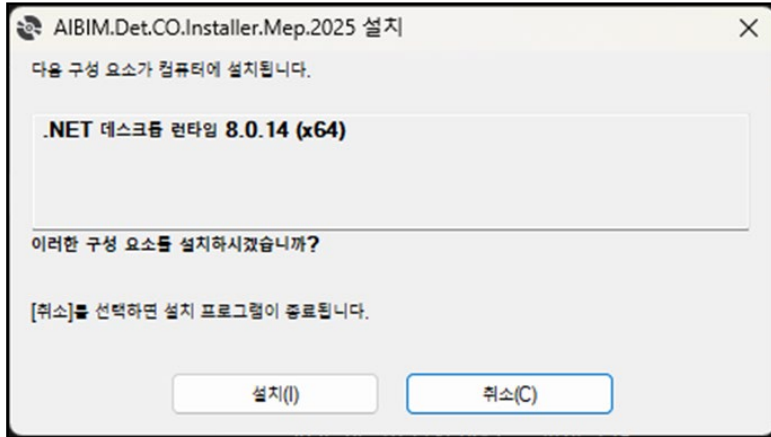 AIBIM.Det.CO.Installer.Mep.2025 설치
다음 구성 요소가 컴퓨터에 설치됩니다.
.NET 데스크톱 런타임 8.0.14 (x64)
이러한 구성 요소를 설치하시겠습니까?
[취소]를 선택하면 설치 프로그램이 종료됩니다.
설치(I)
취소(C)